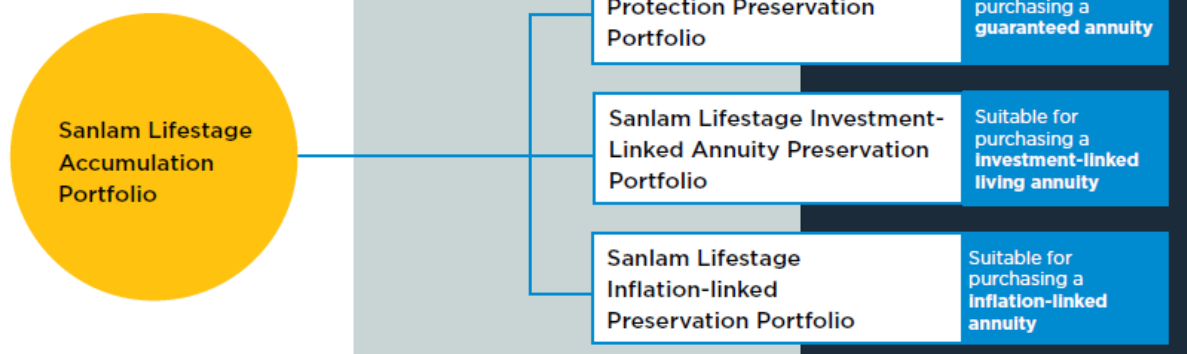 Sanlam Lifestage
Accumulation
Portfolio
Protection Preservation
Portfolio
purchasing a
guaranteed annuity
Sanlam Lifestage Investment-
Linked Annuity Preservation
Portfolio
Suitable for
purchasing a
investment-linked
living annuity
Sanlam Lifestage
Inflation-linked
Preservation Portfolio
Suitable for
purchasing a
inflation-linked
annuity